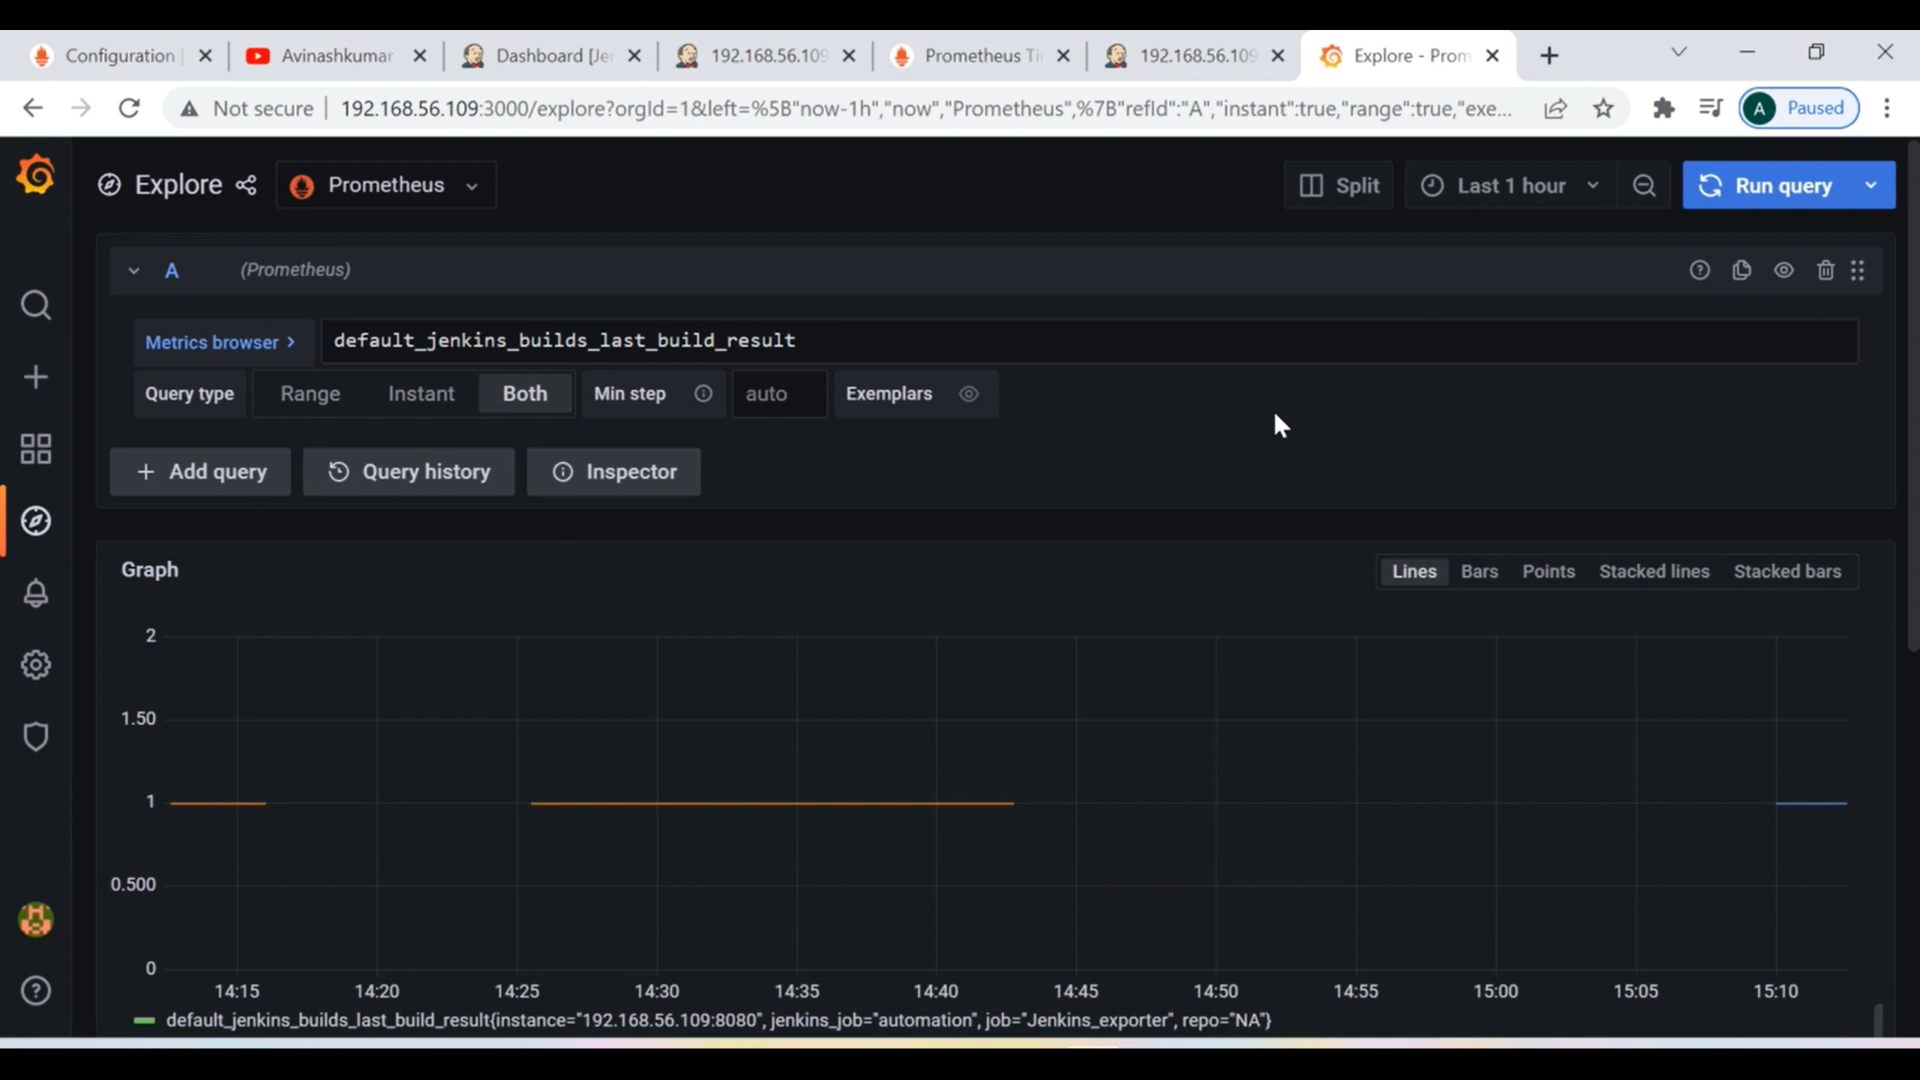 Configuration
Avinashkumar
Dashboard [Je
192.168.56.109
Prometheus Ti
192.168.56.109
Explore - Prom
Not secure
192.168.56.109:3000/explore?orgId=1&left=%5B"now-1h","now","Prometheus",%7B"refId":"A","instant":true,"range":true,"exe...
A
Paused
Explore
Prometheus
Split
Last 1 hour
Run query
A
(Prometheus)
Metrics browser >
default_jenkins_builds_last_build_result
Query type
Range
Instant
Both
Min step
auto
Exemplars
+ Add query
Query history
Inspector
Graph
Lines
Bars
Points
Stacked lines
Stacked bars
2
1.50
1
0.500
0
14:15
14:20
14:25
14:30
14:35
14:40
14:45
14:50
14:55
15:00
15:05
15:10
default_jenkins_builds_last_build_result{instance="192.168.56.109:8080", jenkins_job="automation", job="Jenkins_exporter", repo="NA"}